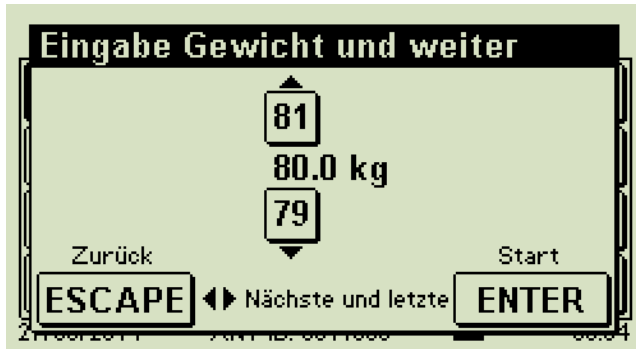 Eingabe Gewicht und weiter
81
80.0 kg
79
Zurück
Start
ESCAPE
Nächste und letzte
ENTER